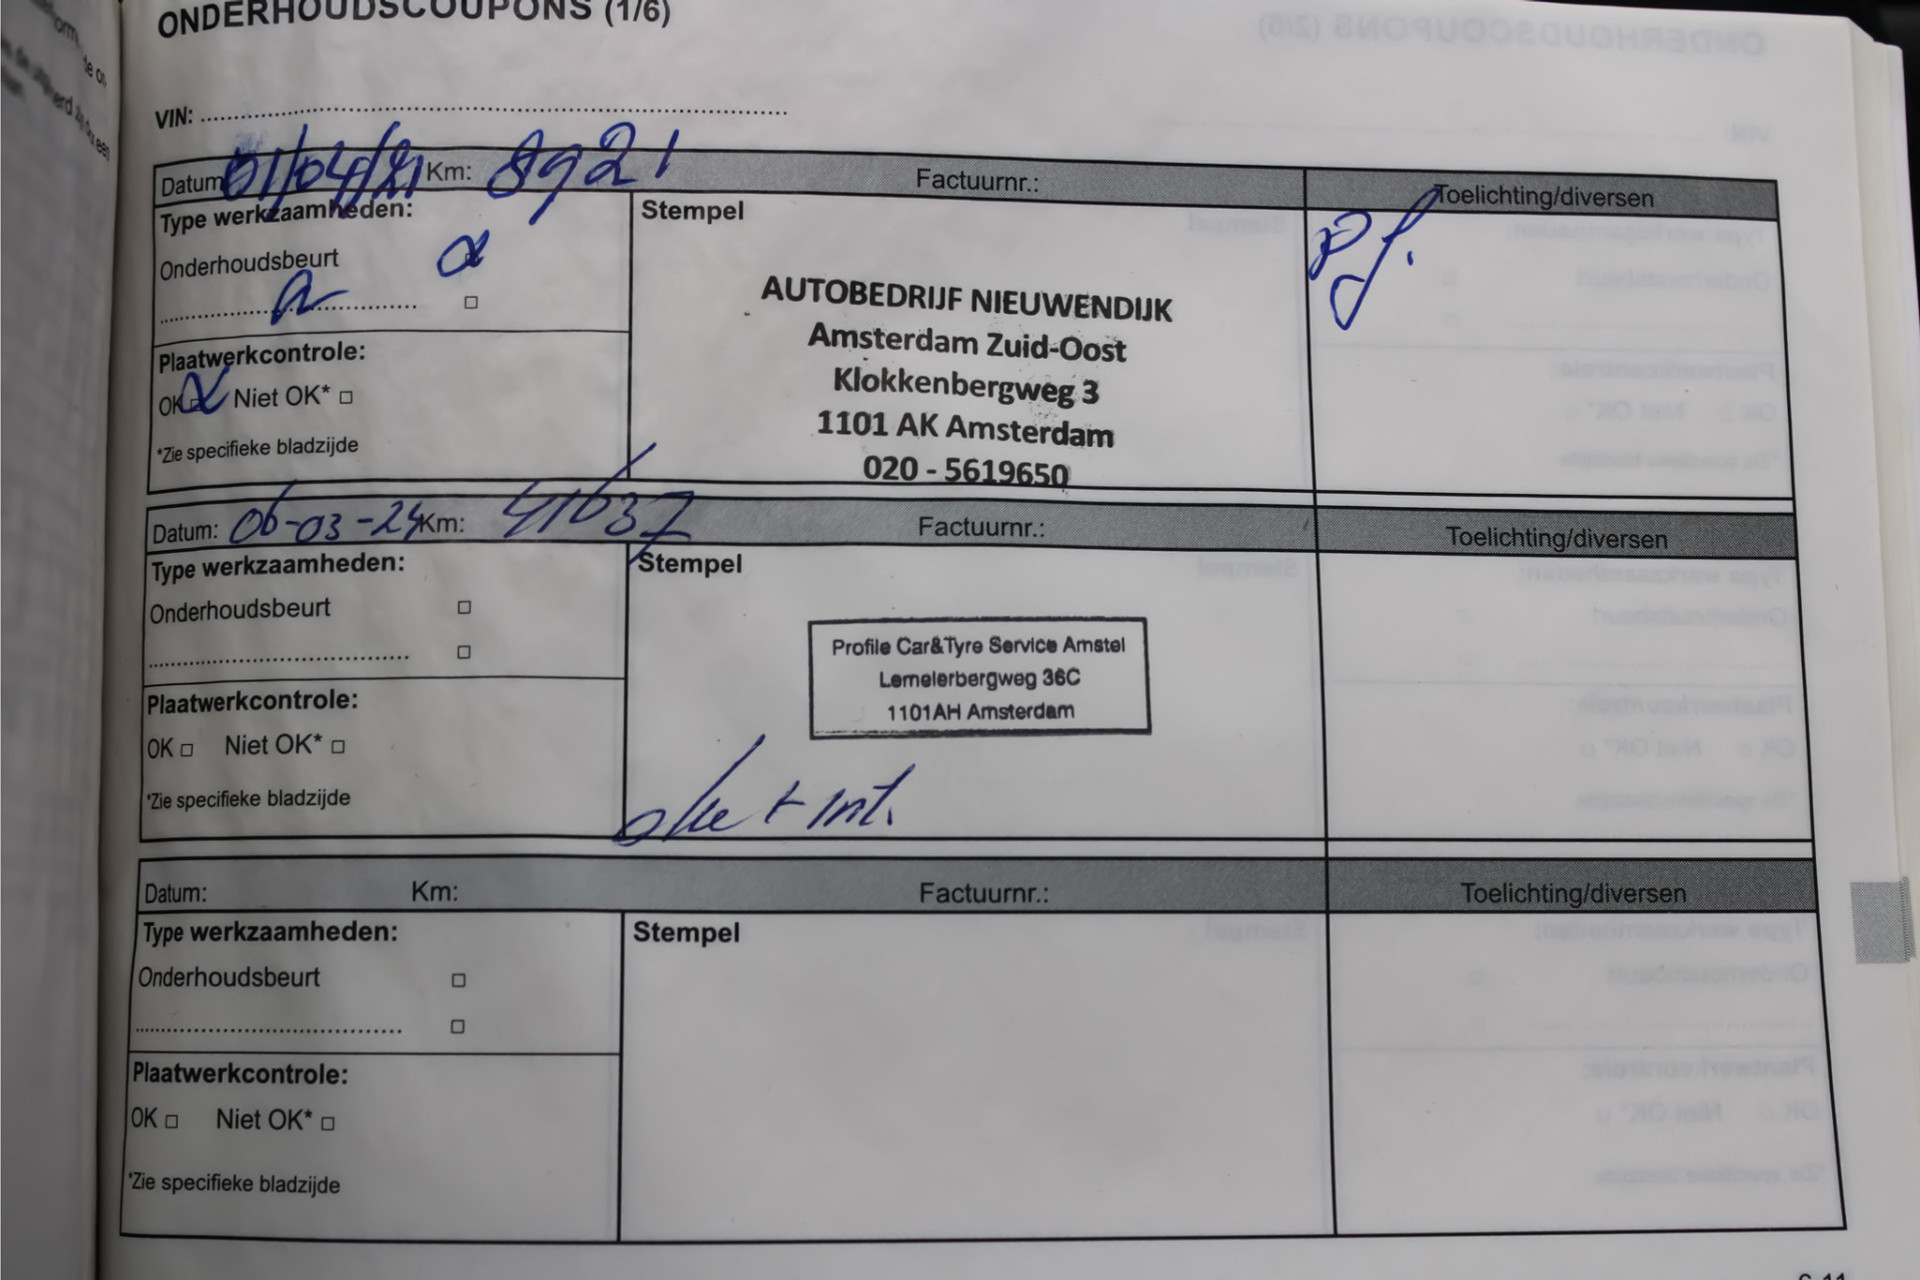 ONDERHOUDSCOUPONS (1/6)
VIN:
Datum: 01/04/21 Km: 8921 Factuurnr.: Toelichting/diversen
Type werkzaamheden: Stempel
Onderhoudsbeurt
AUTOBEDRIJF NIEUWENDIJK
Amsterdam Zuid-Oost
Klokkenbergweg 3
1101 AK Amsterdam
020 - 5619650
Plaatwerkcontrole:
OK Niet OK*
*Zie specifieke bladzijde
Datum: 06-03-24 Km: 41637 Factuurnr.: Toelichting/diversen
Type werkzaamheden: Stempel
Onderhoudsbeurt
Profile Car&Tyre Service Amstel
Lemelerbergweg 36C
1101AH Amsterdam
Plaatwerkcontrole:
OK Niet OK*
*Zie specifieke bladzijde
+ int.
Datum: Km: Factuurnr.: Toelichting/diversen
Type werkzaamheden: Stempel
Onderhoudsbeurt
Plaatwerkcontrole:
OK Niet OK*
*Zie specifieke bladzijde